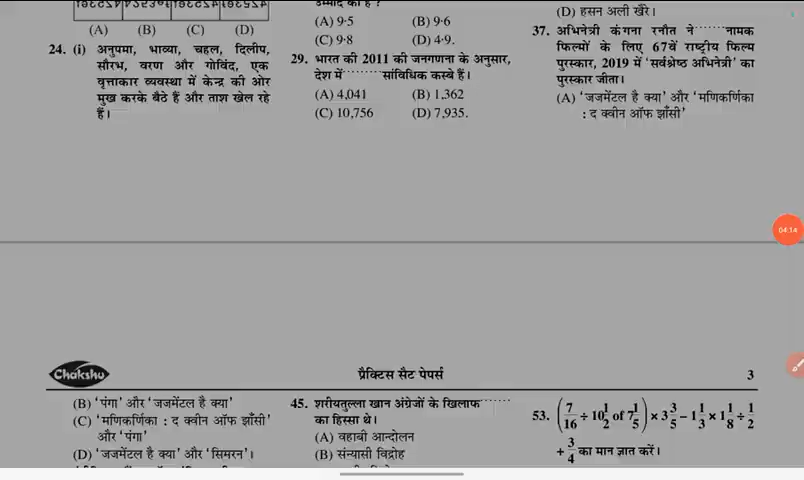 (A) (B) (C) (D)
24. (i) अनुपमा, भाव्या, चहल, दिलीप,
सौरभ, वरण और गोविंद, एक
वृत्ताकार व्यवस्था में केन्द्र की ओर
मुख करके बैठे हैं और ताश खेल रहे
हैं।
(A) 9·5 (B) 9·6
(C) 9·8 (D) 4·9.
29. भारत की 2011 की जनगणना के अनुसार,
देश में ········ सांविधिक कस्बे हैं।
(A) 4,041 (B) 1,362
(C) 10,756 (D) 7,935.
(D) हसन अली खैरे।
37. अभिनेत्री कंगना रनौत ने ········ नामक
फिल्मों के लिए 67वें राष्ट्रीय फिल्म
पुरस्कार, 2019 में 'सर्वश्रेष्ठ अभिनेत्री' का
पुरस्कार जीता।
(A) 'जजमेंटल है क्या' और 'मणिकर्णिका
: द क्वीन ऑफ झाँसी'
04:14
Chakshu प्रैक्टिस सैट पेपर्स 3
(B) 'पंगा' और 'जजमेंटल है क्या'
(C) 'मणिकर्णिका : द क्वीन ऑफ झाँसी'
और 'पंगा'
(D) 'जजमेंटल है क्या' और 'सिमरन'।
45. शरीयतुल्ला खान अंग्रेजों के खिलाफ ········
का हिस्सा थे।
(A) वहाबी आन्दोलन
(B) संन्यासी विद्रोह
53. (7/16 ÷ 10 1/2 of 7 1/5) × 3 3/5 − 1 1/3 × 1 1/8 ÷ 1/2
+ 3/4 का मान ज्ञात करें।